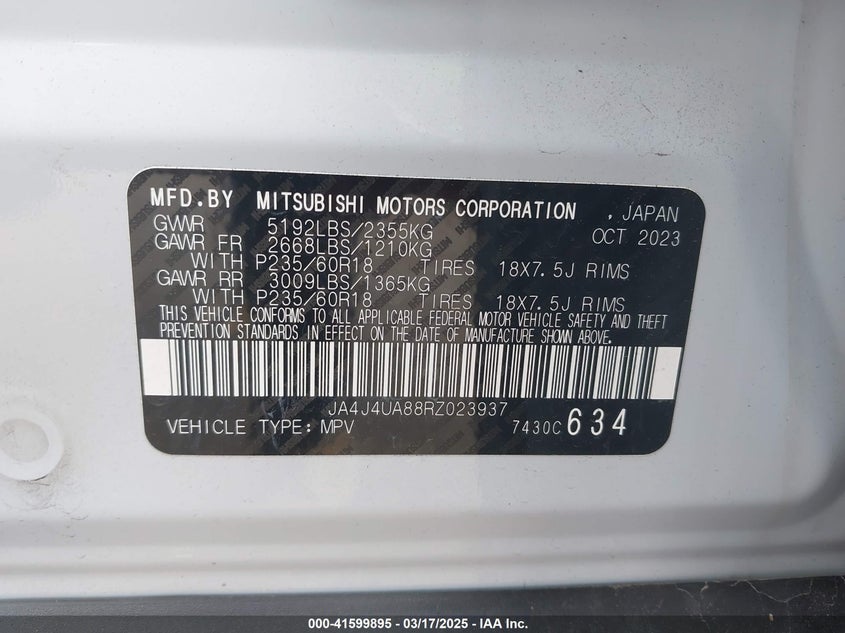 MFD.BY MITSUBISHI MOTORS CORPORATION , JAPAN
GVWR 5192LBS/2355KG OCT 2023
GAWR FR 2668LBS/1210KG
WITH P235/60R18 TIRES 18X7.5J RIMS
GAWR RR 3009LBS/1365KG
WITH P235/60R18 TIRES 18X7.5J RIMS
THIS VEHICLE CONFORMS TO ALL APPLICABLE FEDERAL MOTOR VEHICLE SAFETY AND THEFT
PREVENTION STANDARDS IN EFFECT ON THE DATE OF MANUFACTURE SHOWN ABOVE.
JA4J4UA88RZ023937
VEHICLE TYPE: MPV 7430C 634
000-41599895 - 03/17/2025 - IAA Inc.